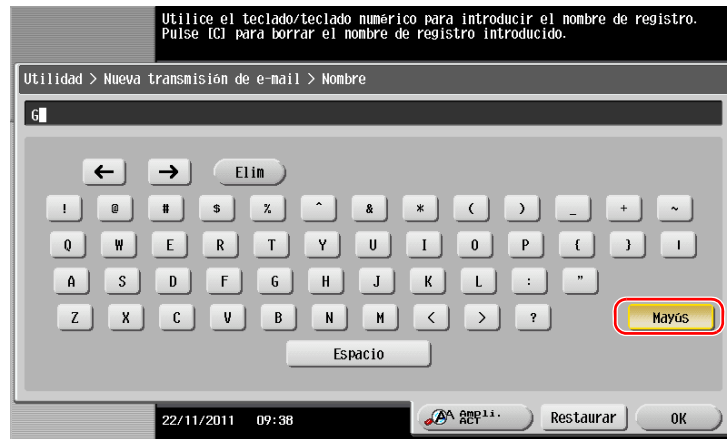 Utilice el teclado/teclado numérico para introducir el nombre de registro.
Pulse [C] para borrar el nombre de registro introducido.
Utilidad > Nueva transmisión de e-mail > Nombre
G
← → Elim
! @ # $ % ^ & * ( ) _ + ~
Q W E R T Y U I O P { } |
A S D F G H J K L : "
Z X C V B N M < > ? Mayús
Espacio
22/11/2011 09:38 Ampli. ACT Restaurar OK